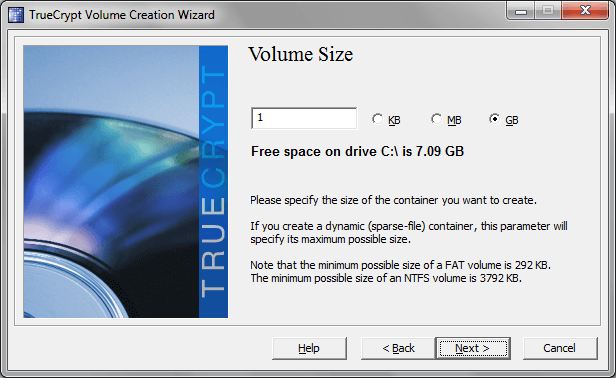 TrueCrypt Volume Creation Wizard
TRUECRYPT
Volume Size
1 KB MB GB
Free space on drive C:\ is 7.09 GB
Please specify the size of the container you want to create.
If you create a dynamic (sparse-file) container, this parameter will
specify its maximum possible size.
Note that the minimum possible size of a FAT volume is 292 KB.
The minimum possible size of an NTFS volume is 3792 KB.
Help < Back Next > Cancel